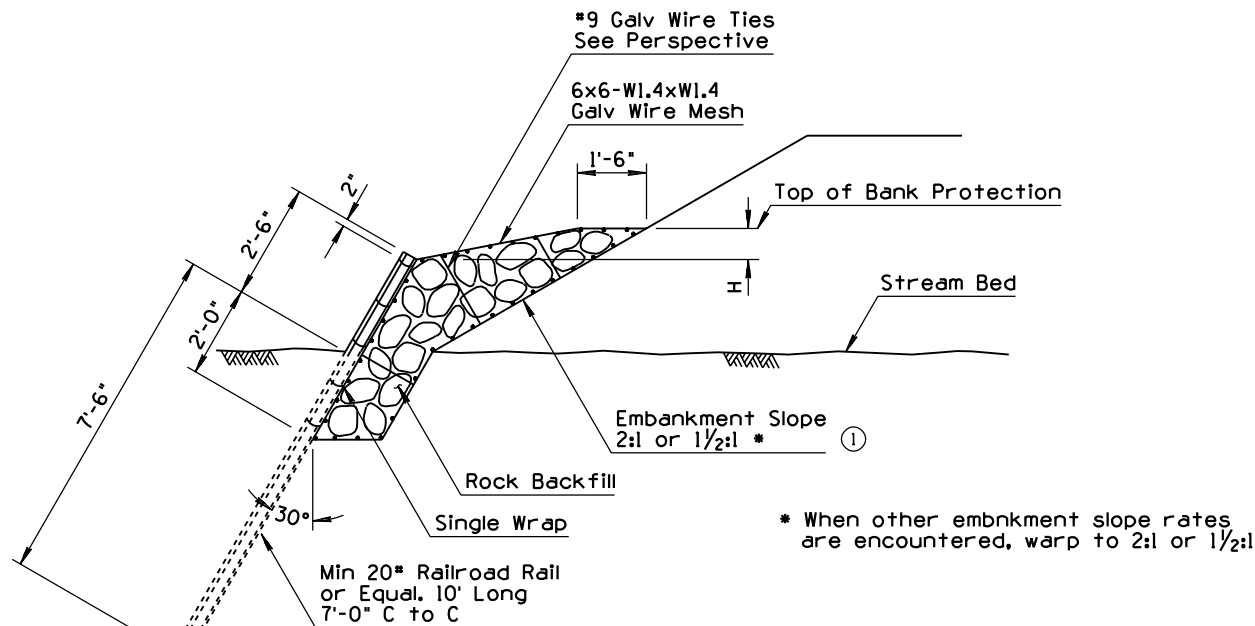 #9 Galv Wire Ties
See Perspective
6x6-W1.4xW1.4
Galv Wire Mesh
1'-6"
Top of Bank Protection
2"
2'-6"
H
Stream Bed
2'-0"
7'-6"
Embankment Slope
2:1 or 1½:1 * ①
Rock Backfill
30°
Single Wrap
* When other embnkment slope rates
are encountered, warp to 2:1 or 1½:1
Min 20# Railroad Rail
or Equal. 10' Long
7'-0" C to C